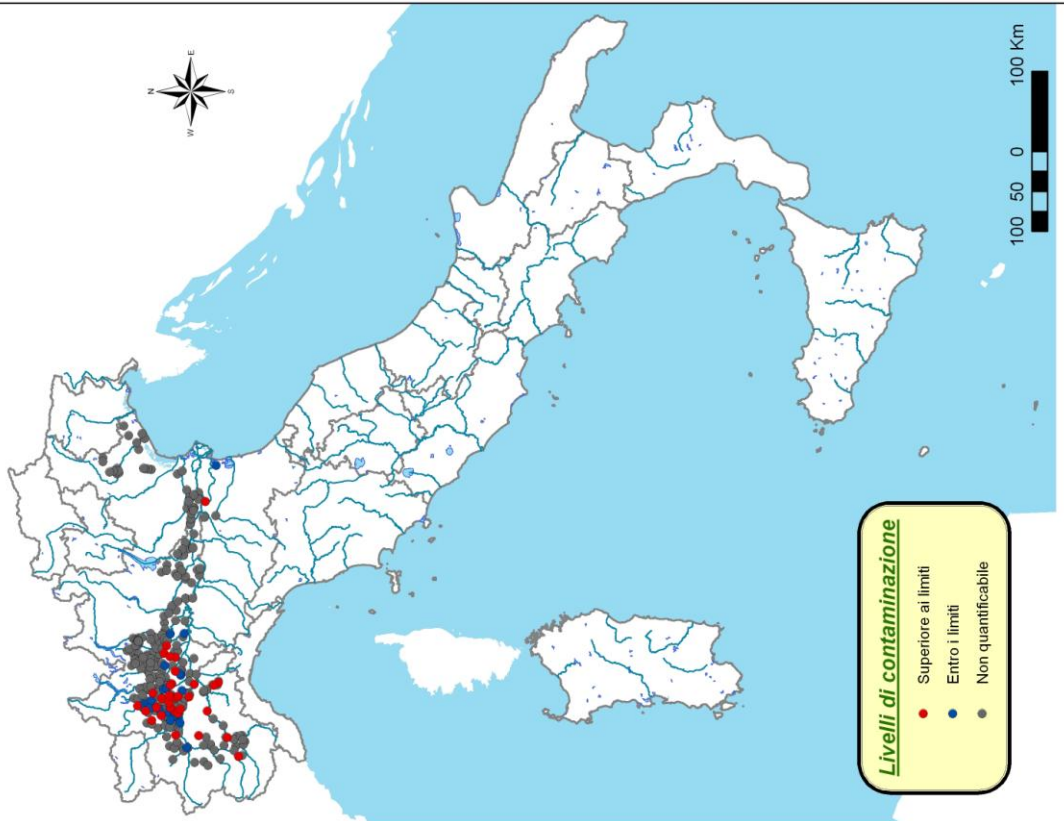 N
W E
S
100 50 0 100 Km
Livelli di contaminazione
Superiore ai limiti
Entro i limiti
Non quantificabile